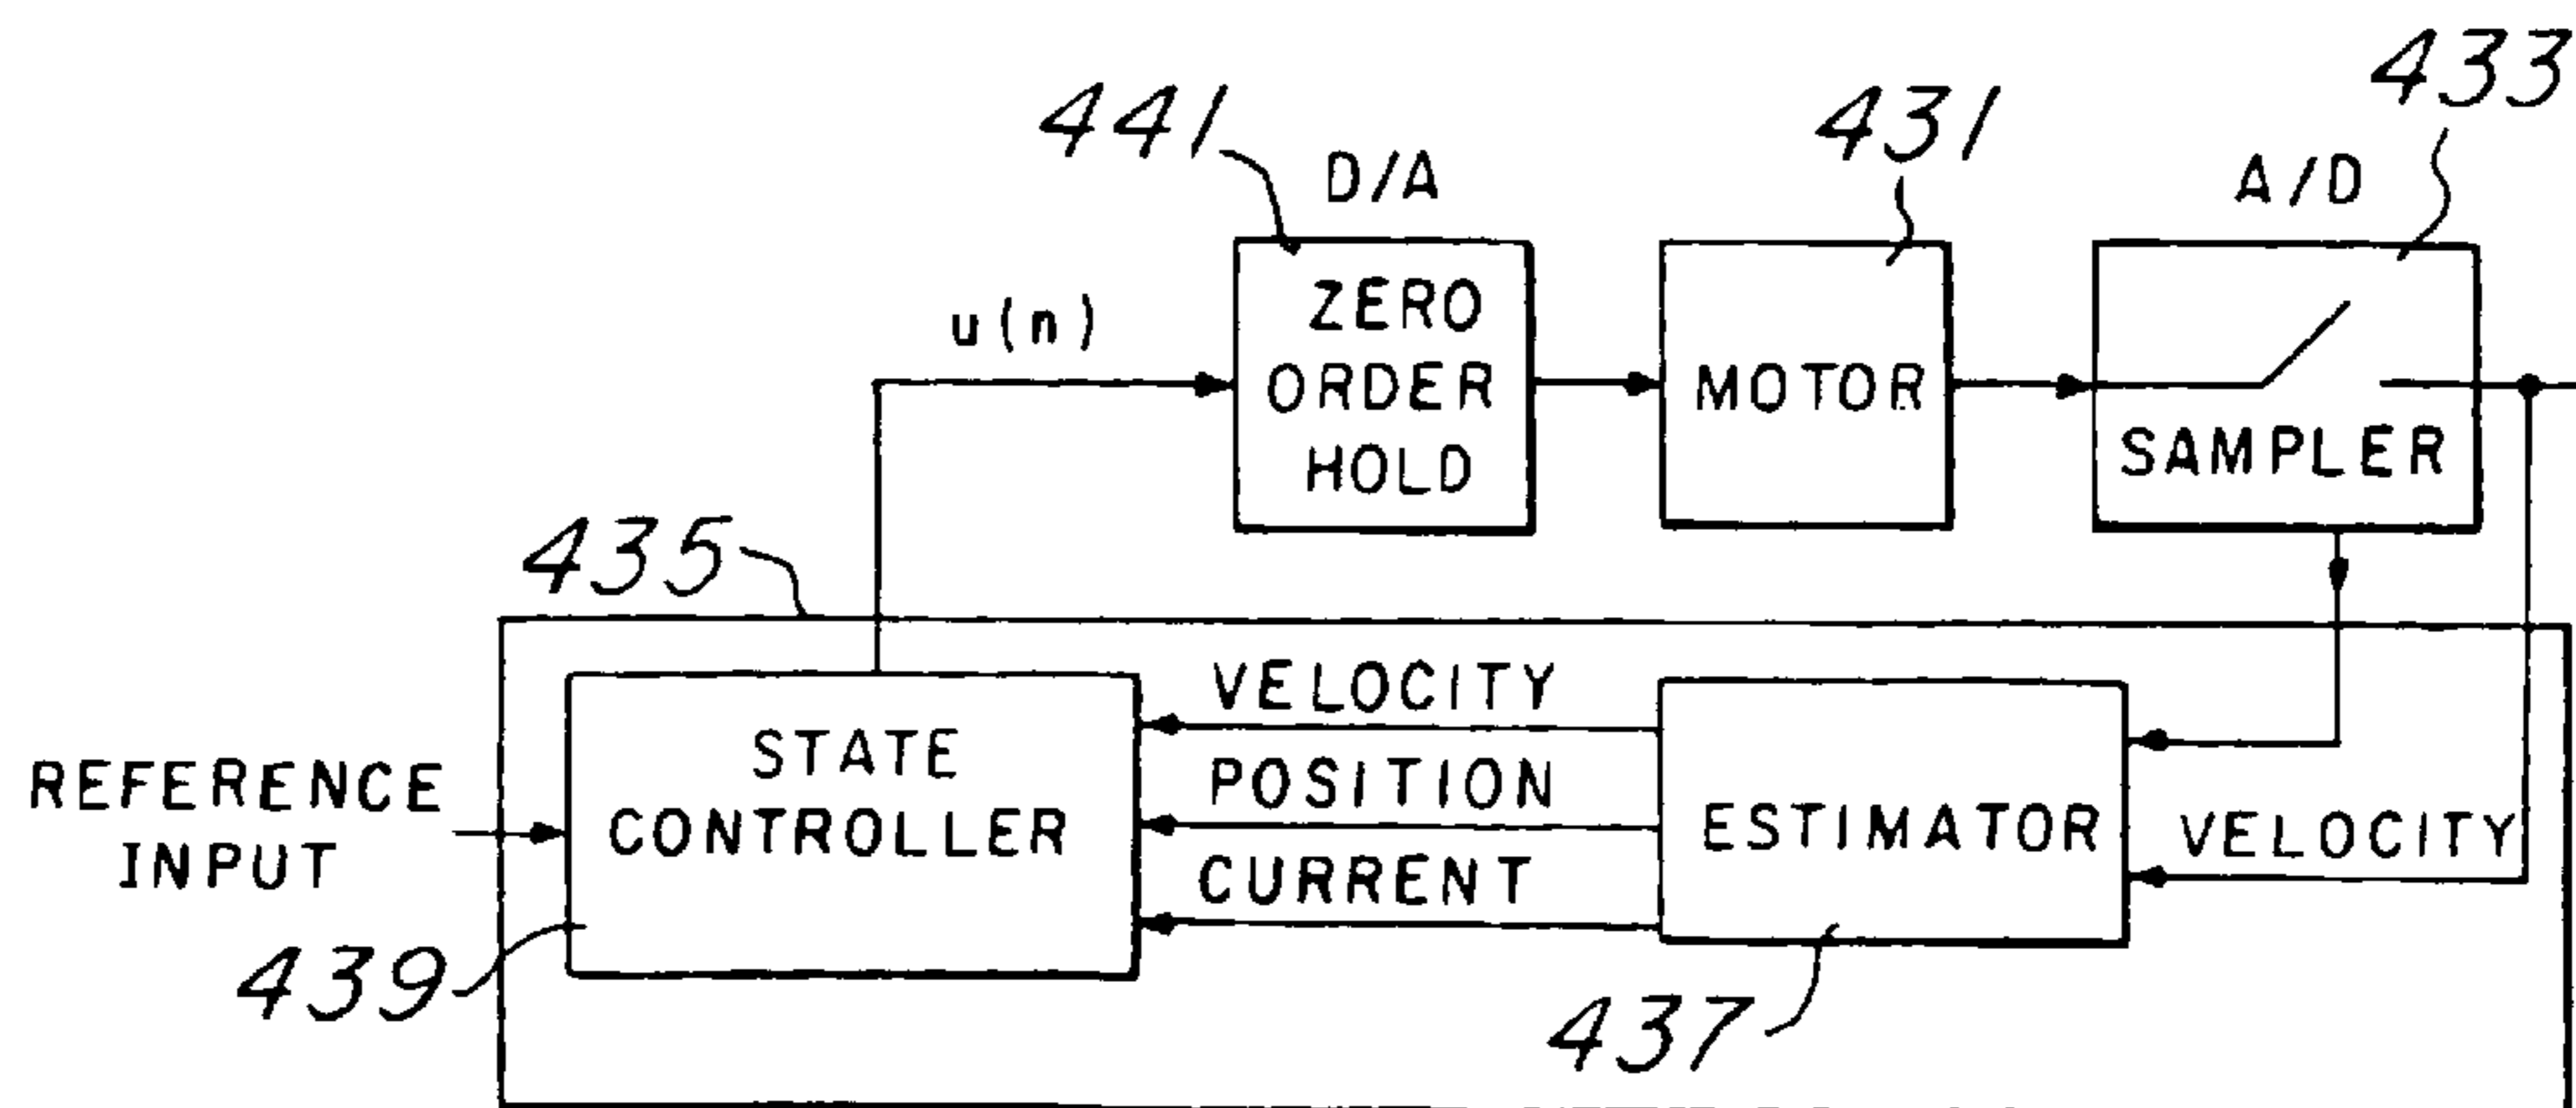 433
441
431
D/A
A/D
ZERO
ORDER
HOLD
u(n)
MOTOR
SAMPLER
435
VELOCITY
STATE
CONTROLLER
POSITION
REFERENCE
INPUT
ESTIMATOR
VELOCITY
CURRENT
439
437